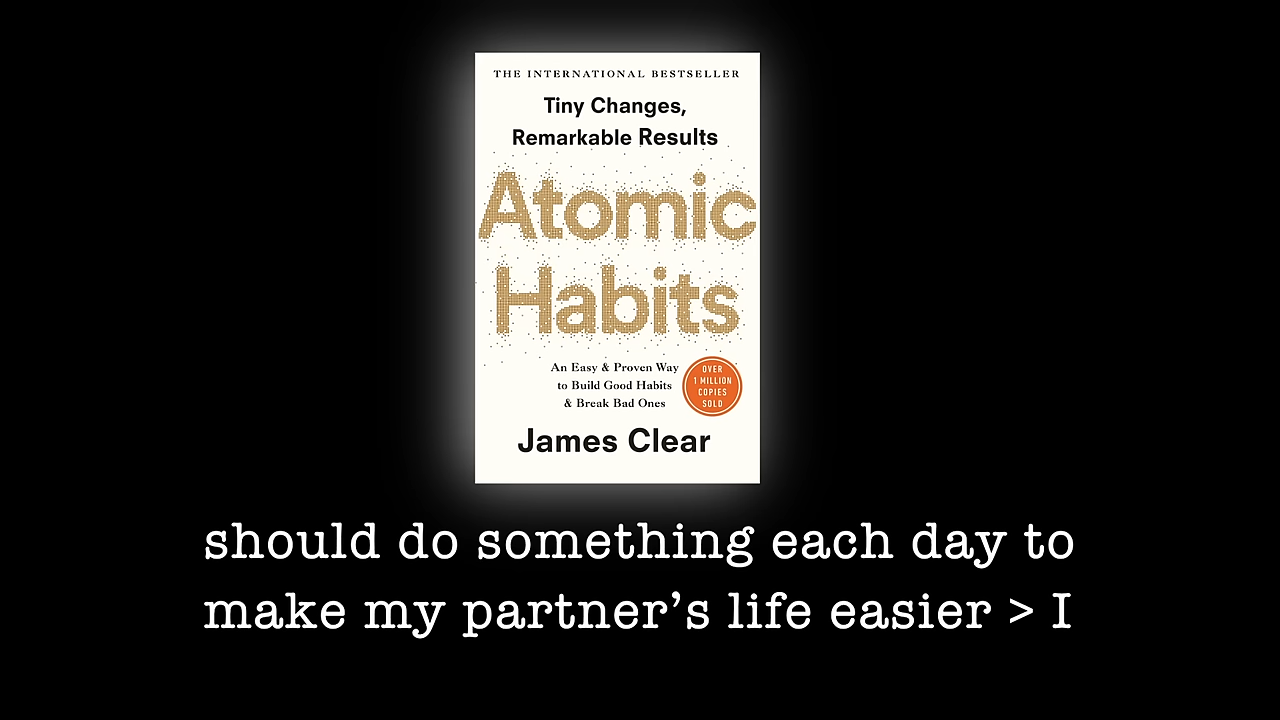 THE INTERNATIONAL BESTSELLER
Tiny Changes,
Remarkable Results
Atomic
Habits
An Easy & Proven Way
to Build Good Habits
& Break Bad Ones
OVER
1 MILLION
COPIES
SOLD
James Clear
should do something each day to
make my partner’s life easier > I